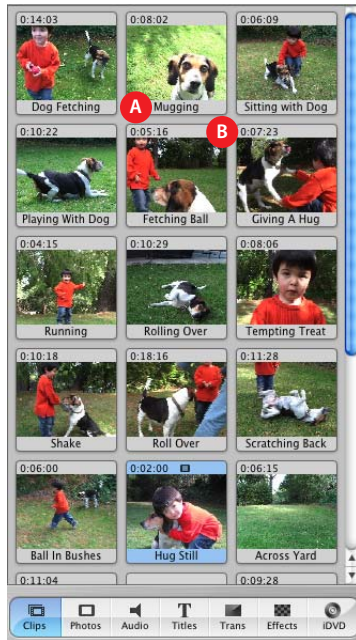 0:14:03 0:08:02 0:06:09
Dog Fetching A Mugging Sitting with Dog
0:10:22 0:05:16 B 0:07:23
Playing With Dog Fetching Ball Giving A Hug
0:04:15 0:10:29 0:08:06
Running Rolling Over Tempting Treat
0:10:18 0:18:16 0:11:28
Shake Roll Over Scratching Back
0:06:00 0:02:00 0:06:15
Ball In Bushes Hug Still Across Yard
0:11:04 0:09:28
Clips Photos Audio Titles Trans Effects iDVD